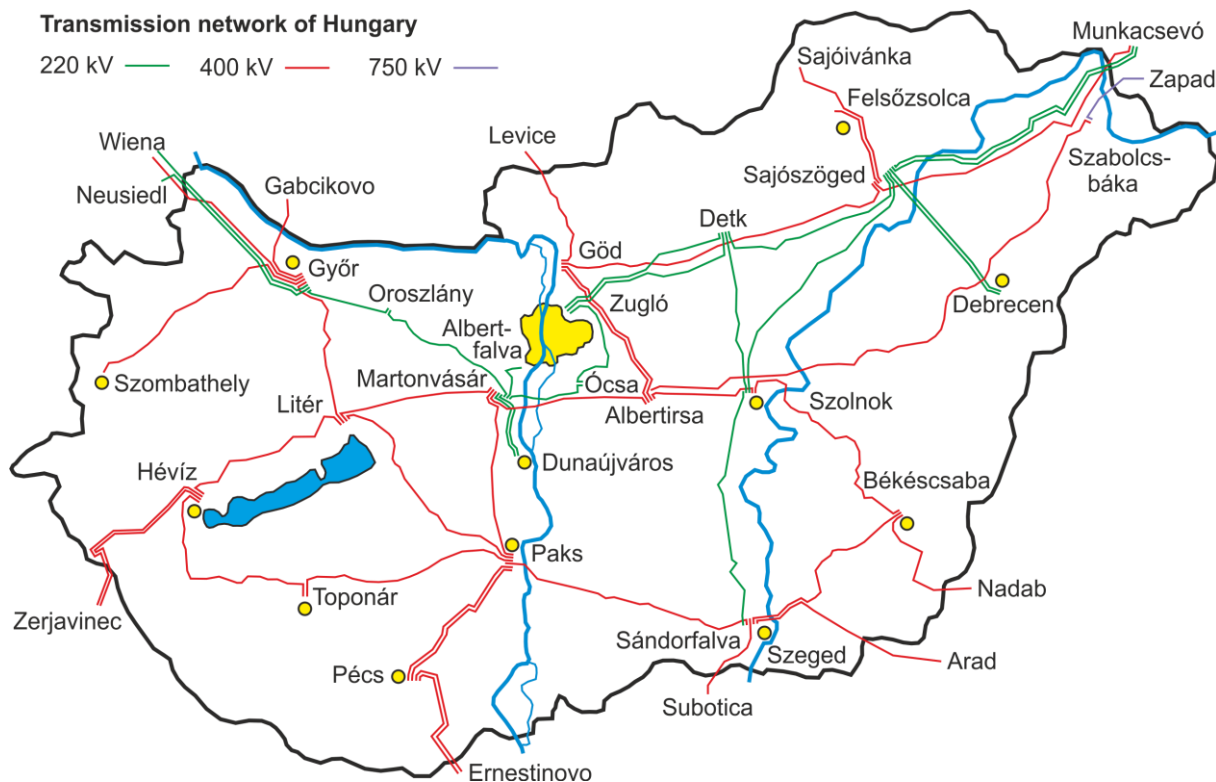 Transmission network of Hungary
220 kV 400 kV 750 kV
Munkacsevó
Sajóivánka
Zapad
Felsőzsolca
Levice
Wiena
Gabcikovo
Neusiedl
Sajószöged
Szabolcs-
báka
Detk
Göd
Győr
Oroszlány
Zugló
Debrecen
Albert-
falva
Szombathely
Martonvásár
Ócsa
Albertirsa
Szolnok
Litér
Hévíz
Dunaújváros
Békéscsaba
Paks
Toponár
Nadab
Zerjavinec
Sándorfalva
Szeged
Arad
Pécs
Subotica
Ernestinovo